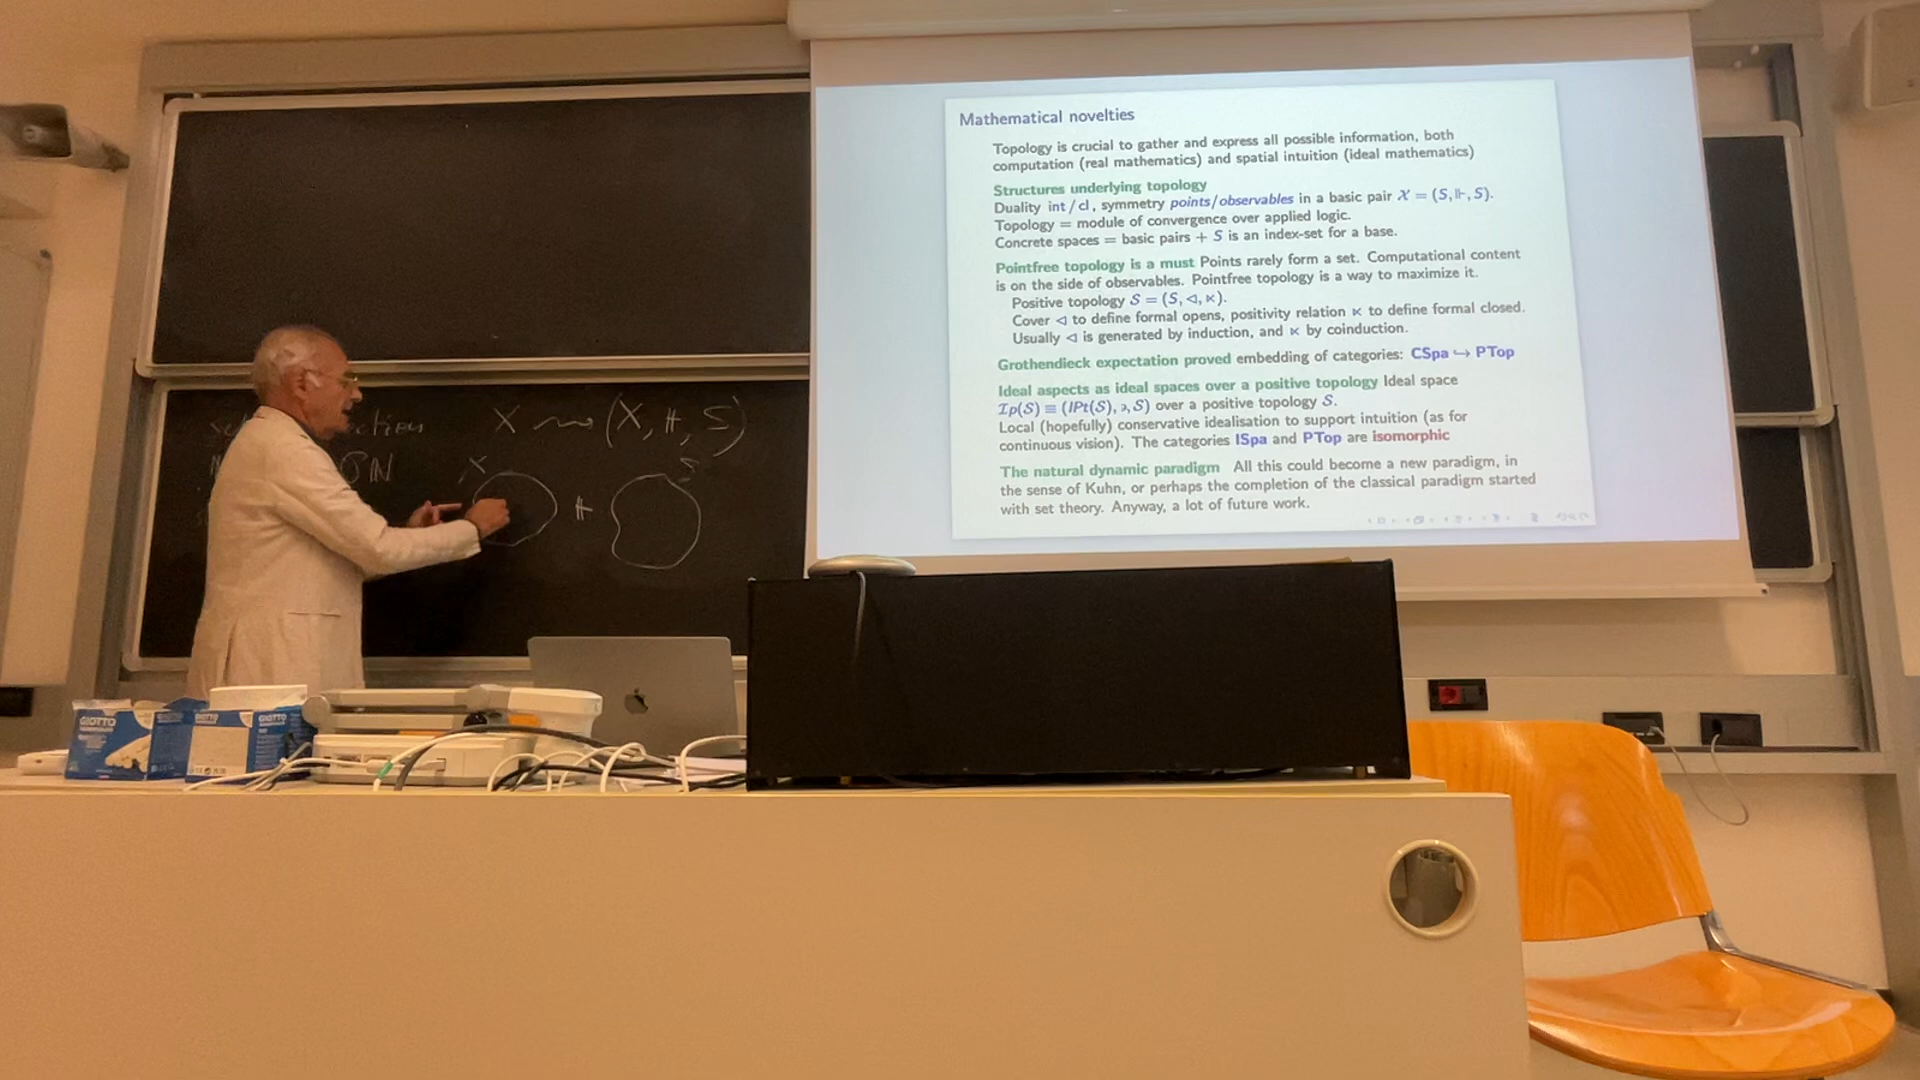 Mathematical novelties
Topology is crucial to gather and express all possible information, both
computation (real mathematics) and spatial intuition (ideal mathematics)
Structures underlying topology
Duality int / cl, symmetry points/observables in a basic pair 𝒳 = (S, ⊩, S).
Topology = module of convergence over applied logic.
Concrete spaces = basic pairs + S is an index-set for a base.
Pointfree topology is a must Points rarely form a set. Computational content
is on the side of observables. Pointfree topology is a way to maximize it.
Positive topology 𝒮 = (S, ◁, ⋉).
Cover ◁ to define formal opens, positivity relation ⋉ to define formal closed.
Usually ◁ is generated by induction, and ⋉ by coinduction.
Grothendieck expectation proved embedding of categories: CSpa ↪ PTop
Ideal aspects as ideal spaces over a positive topology Ideal space
ℐp(𝒮) ≡ (IPt(𝒮), ∍, S) over a positive topology 𝒮.
Local (hopefully) conservative idealisation to support intuition (as for
continuous vision). The categories ISpa and PTop are isomorphic
The natural dynamic paradigm All this could become a new paradigm, in
the sense of Kuhn, or perhaps the completion of the classical paradigm started
with set theory. Anyway, a lot of future work.
X ⇝ (X, ⊩, S)
X S
⊩
GIOTTO
GIOTTO
GIOTTO